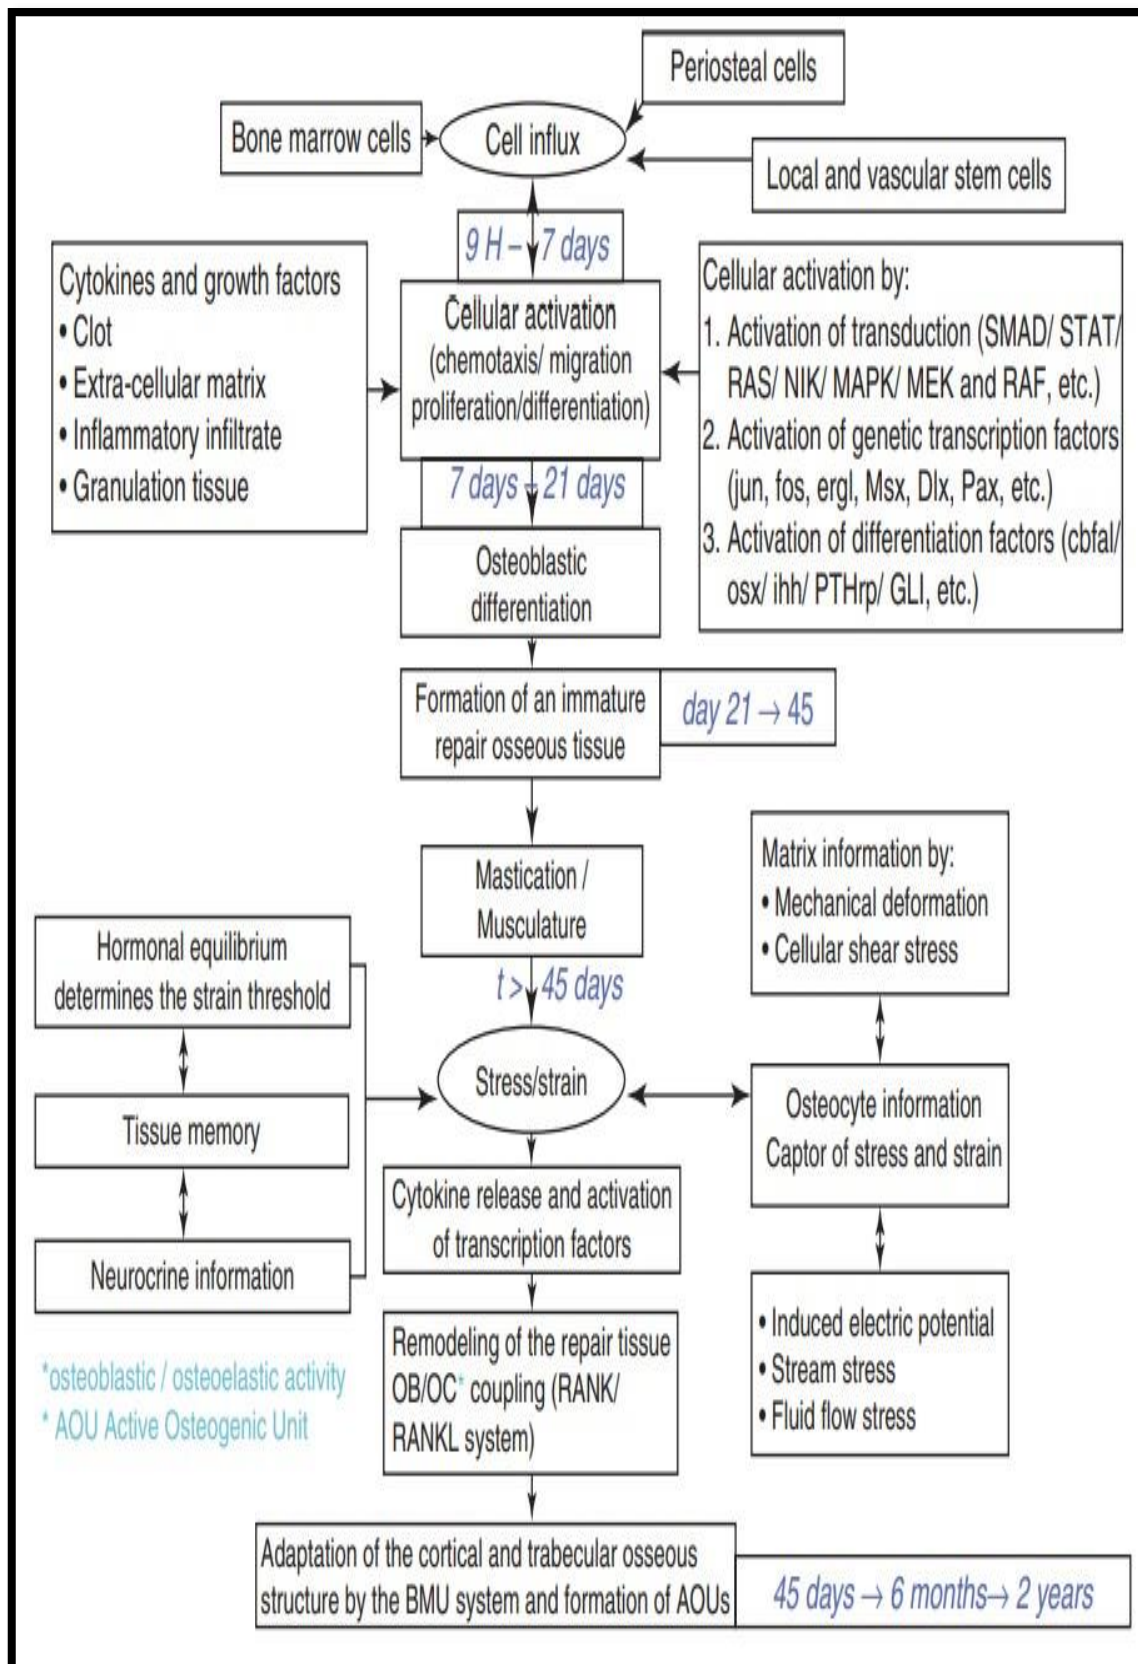 Periosteal cells
Bone marrow cells
Cell influx
Local and vascular stem cells
9 H – 7 days
Cytokines and growth factors
• Clot
• Extra-cellular matrix
• Inflammatory infiltrate
• Granulation tissue
Cellular activation
(chemotaxis/ migration
proliferation/differentiation)
Cellular activation by:
1. Activation of transduction (SMAD/ STAT/
RAS/ NIK/ MAPK/ MEK and RAF, etc.)
2. Activation of genetic transcription factors
(jun, fos, ergl, Msx, Dlx, Pax, etc.)
3. Activation of differentiation factors (cbfal/
osx/ ihh/ PTHrp/ GLI, etc.)
7 days – 21 days
Osteoblastic
differentiation
Formation of an immature
repair osseous tissue
day 21 → 45
Mastication /
Musculature
t > 45 days
Hormonal equilibrium
determines the strain threshold
Tissue memory
Neurocrine information
Stress/strain
Matrix information by:
• Mechanical deformation
• Cellular shear stress
Osteocyte information
Captor of stress and strain
• Induced electric potential
• Stream stress
• Fluid flow stress
Cytokine release and activation
of transcription factors
Remodeling of the repair tissue
OB/OC* coupling (RANK/
RANKL system)
*osteoblastic / osteoelastic activity
* AOU Active Osteogenic Unit
Adaptation of the cortical and trabecular osseous
structure by the BMU system and formation of AOUs
45 days → 6 months→ 2 years